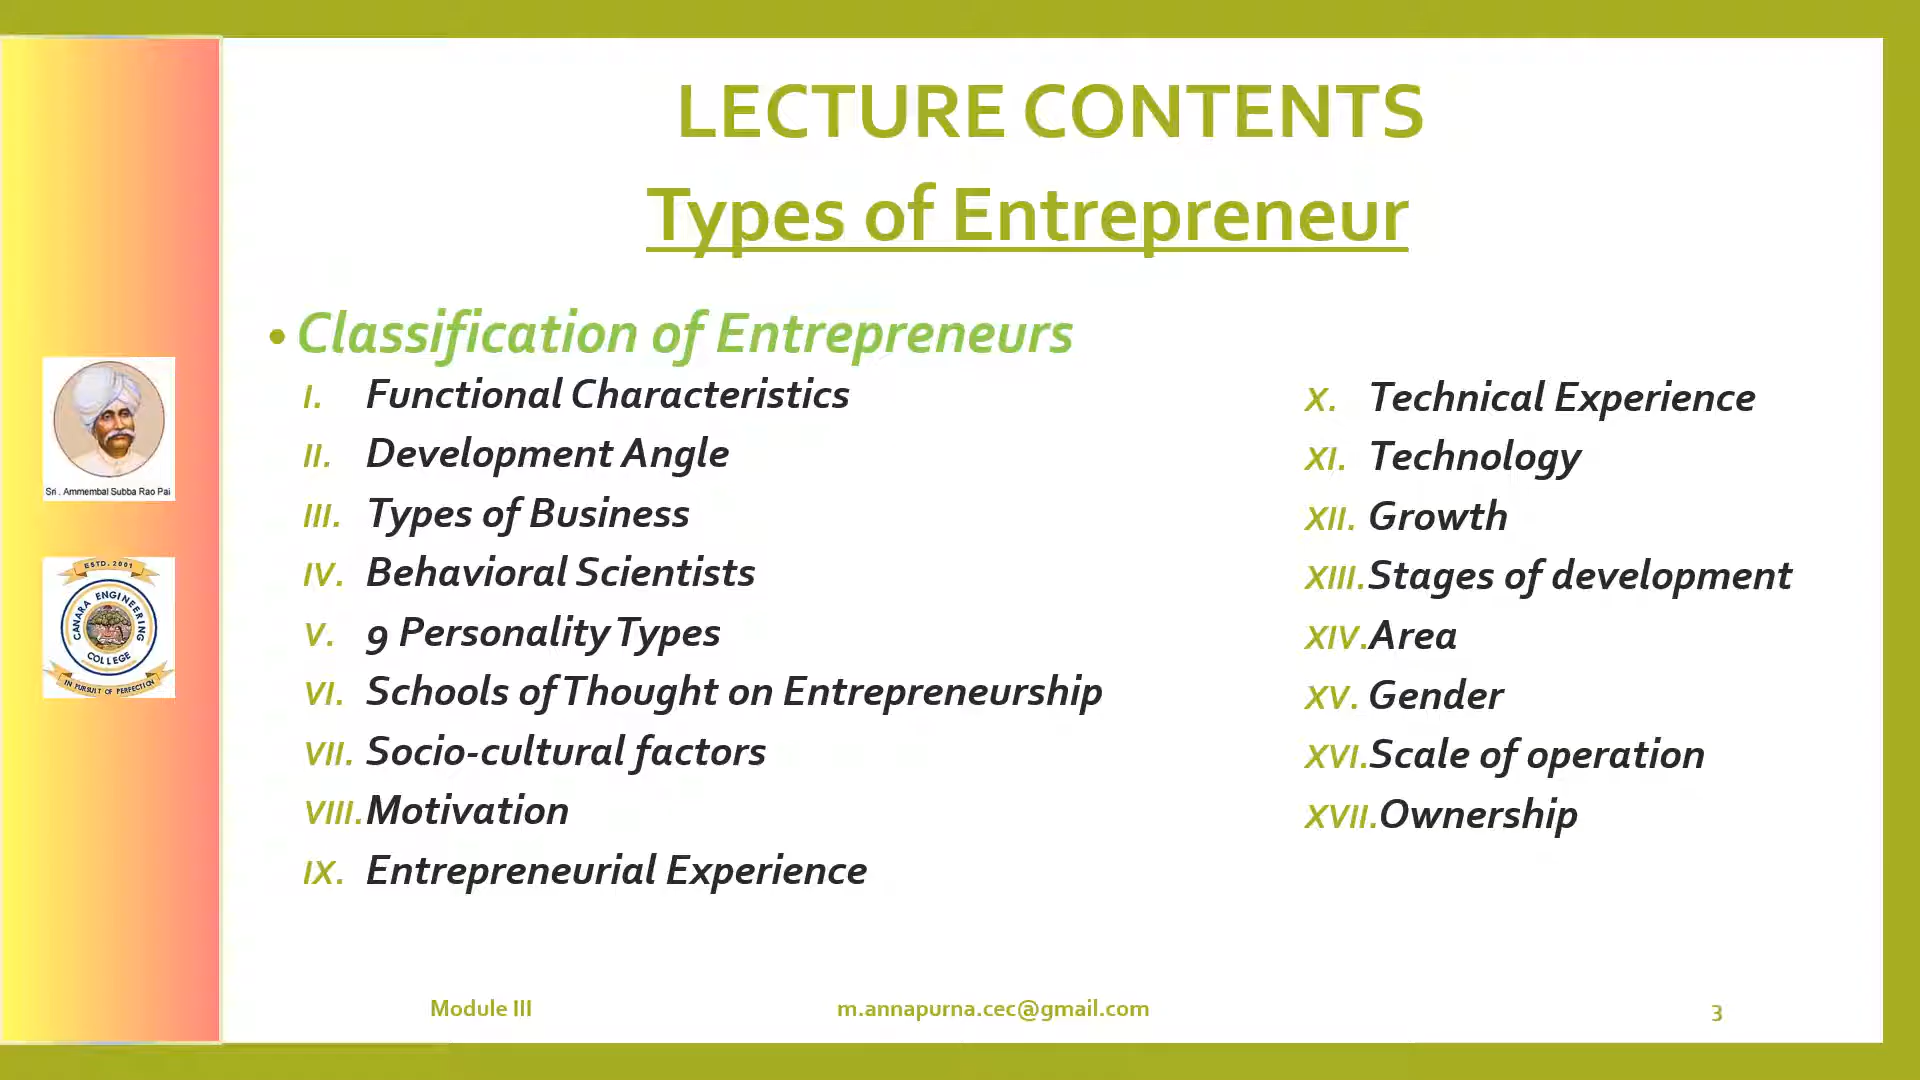 LECTURE CONTENTS
Types of Entrepreneur
• Classification of Entrepreneurs
I. Functional Characteristics
II. Development Angle
III. Types of Business
IV. Behavioral Scientists
V. 9 Personality Types
VI. Schools of Thought on Entrepreneurship
VII. Socio-cultural factors
VIII. Motivation
IX. Entrepreneurial Experience
X. Technical Experience
XI. Technology
XII. Growth
XIII. Stages of development
XIV. Area
XV. Gender
XVI. Scale of operation
XVII. Ownership
Sri . Ammembal Subba Rao Pai
ESTD. 2001
CANARA ENGINEERING
COLLEGE
IN PURSUIT OF PERFECTION
Module III
m.annapurna.cec@gmail.com
3